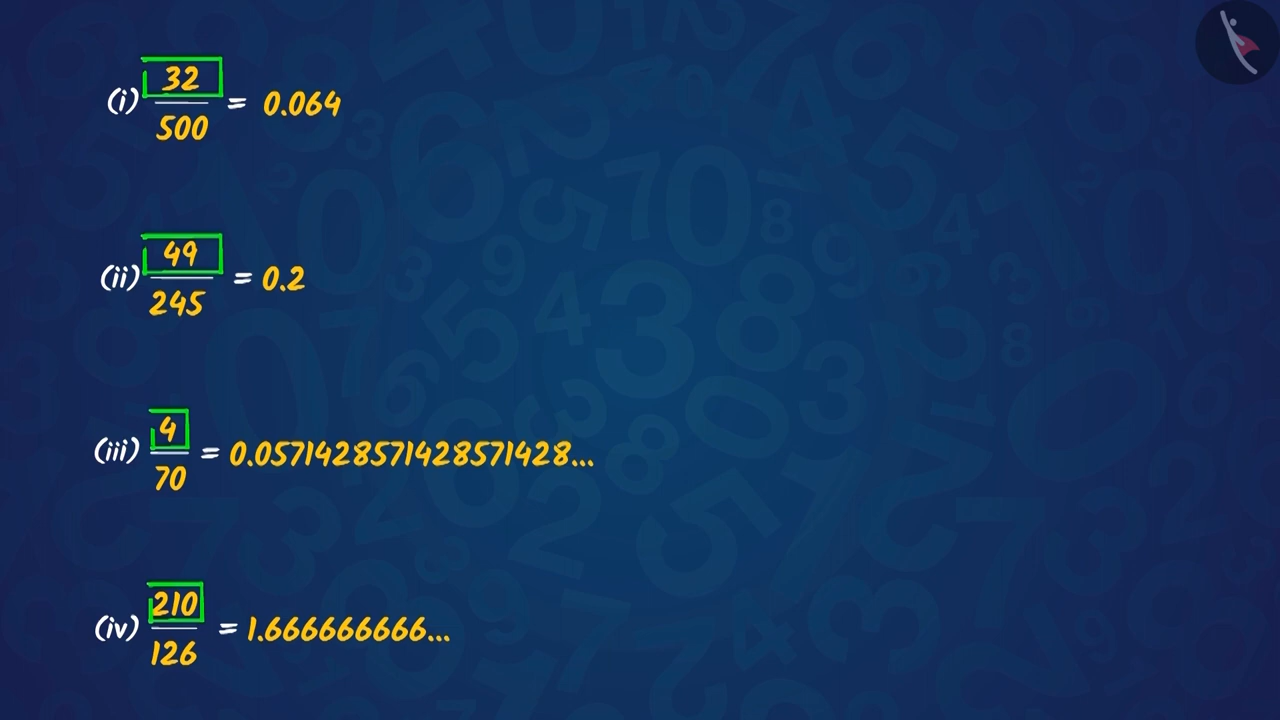 (i) 32/500 = 0.064
(ii) 49/245 = 0.2
(iii) 4/70 = 0.0571428571428571428...
(iv) 210/126 = 1.666666666...